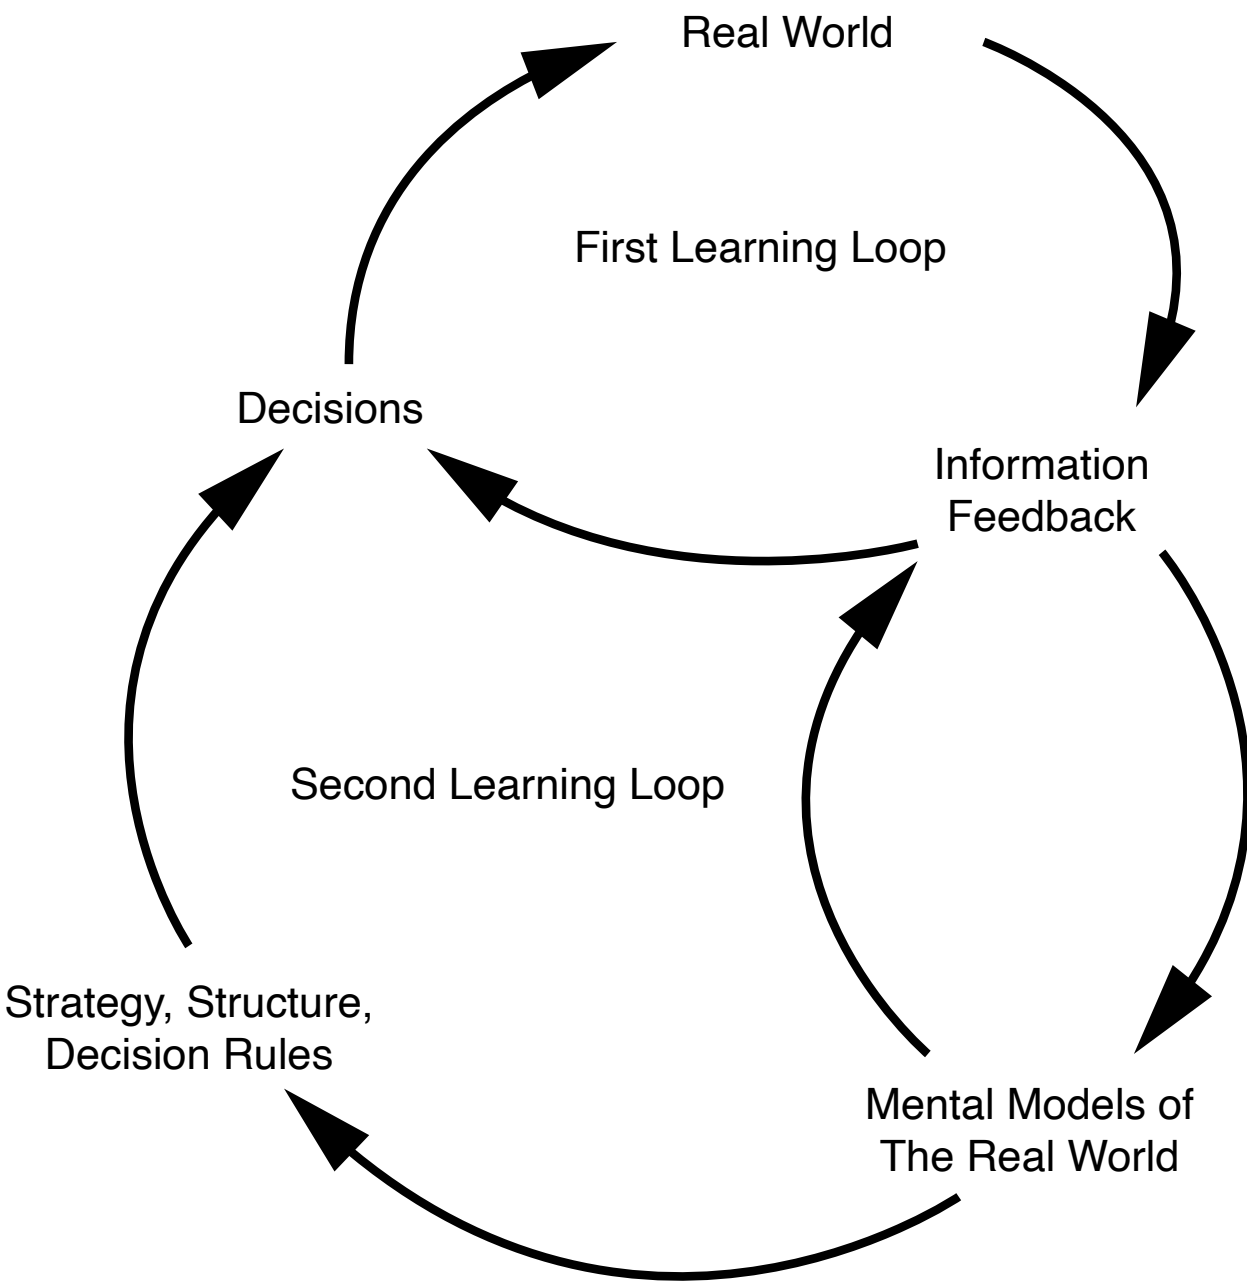 Real World
First Learning Loop
Decisions
Information
Feedback
Second Learning Loop
Strategy, Structure,
Decision Rules
Mental Models of
The Real World